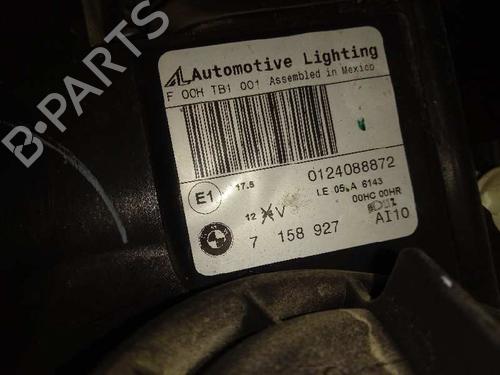 B-PARTS
AL Automotive Lighting
F 00H TB1 001 Assembled in Mexico
0124088872
E1 17.5 LE 05.A 6143
00HC 00HR
12 V
7 158 927 AI10